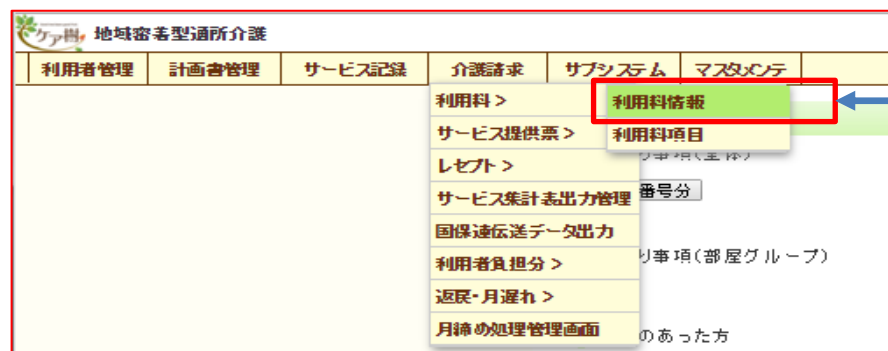 ケア樹 地域密着型通所介護
利用者管理 計画書管理 サービス記録 介護請求 サブシステム マスタメンテ
利用料 > 利用料情報
サービス提供票 > 利用料項目
事項(全体)
レセプト >
サービス集計表出力管理 番号分
国保連伝送データ出力
り事項(部屋グループ)
利用者負担分 >
返戻・月遅れ >
月締め処理管理画面 のあった方